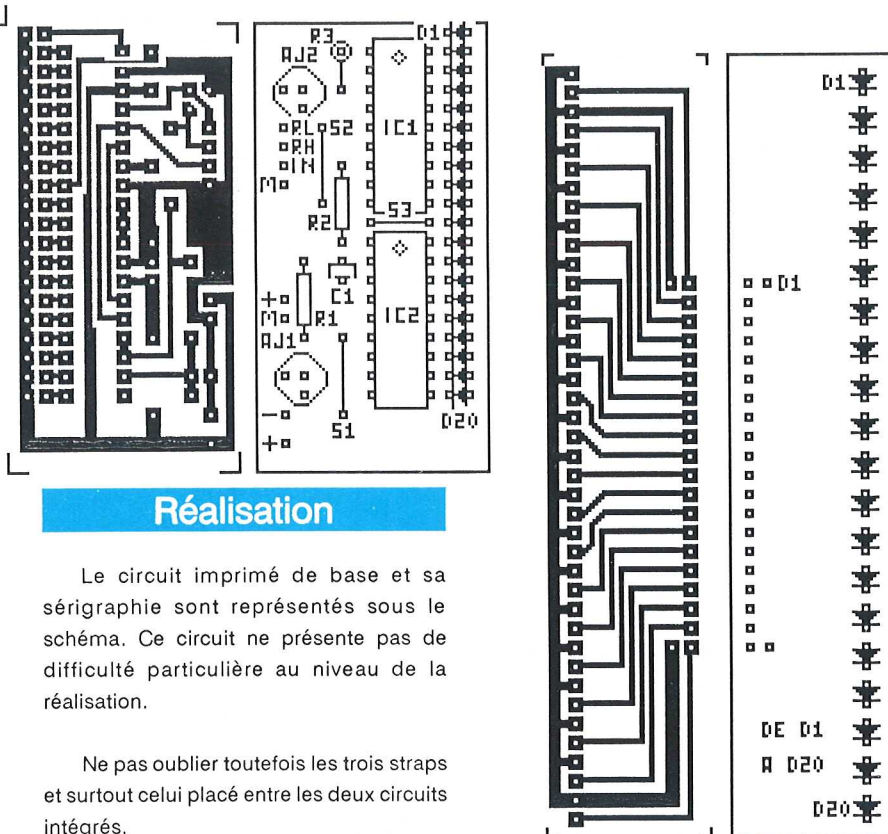 R3
D1
AJ2
RL
S2
IC1
RH
IN
M
S3
R2
C1
+
M
R1
IC2
AJ1
-
D20
S1
+
D1
D1
DE D1
A D20
D20
Réalisation
Le circuit imprimé de base et sa
sérigraphie sont représentés sous le
schéma. Ce circuit ne présente pas de
difficulté particulière au niveau de la
réalisation.
Ne pas oublier toutefois les trois straps
et surtout celui placé entre les deux circuits
intégrés.